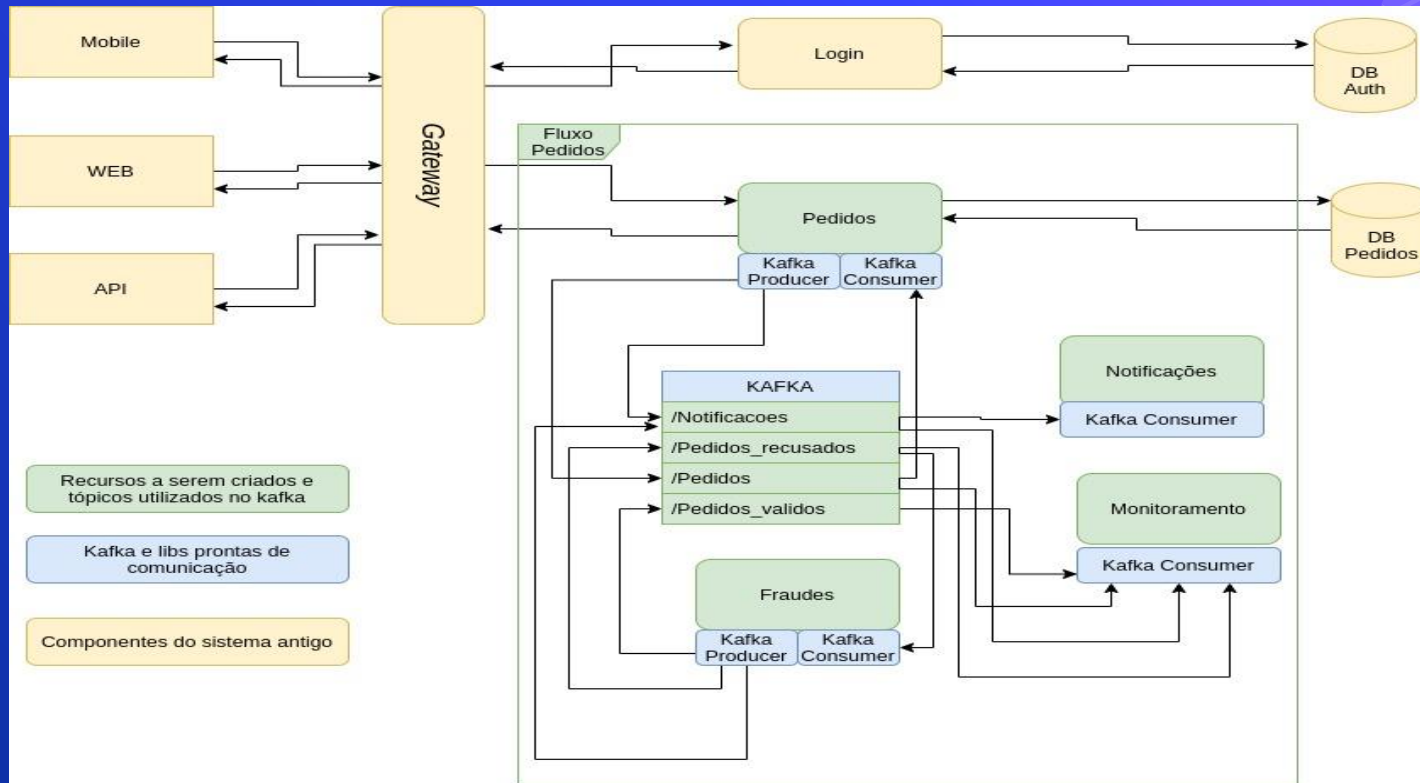 Mobile
Login
DB
Auth
Gateway
Fluxo
Pedidos
WEB
Pedidos
DB
Pedidos
Kafka
Producer
Kafka
Consumer
API
KAFKA
/Notificacoes
/Pedidos_recusados
/Pedidos
/Pedidos_validos
Notificações
Kafka Consumer
Recursos a serem criados e
tópicos utilizados no kafka
Monitoramento
Kafka Consumer
Kafka e libs prontas de
comunicação
Fraudes
Kafka
Producer
Kafka
Consumer
Componentes do sistema antigo